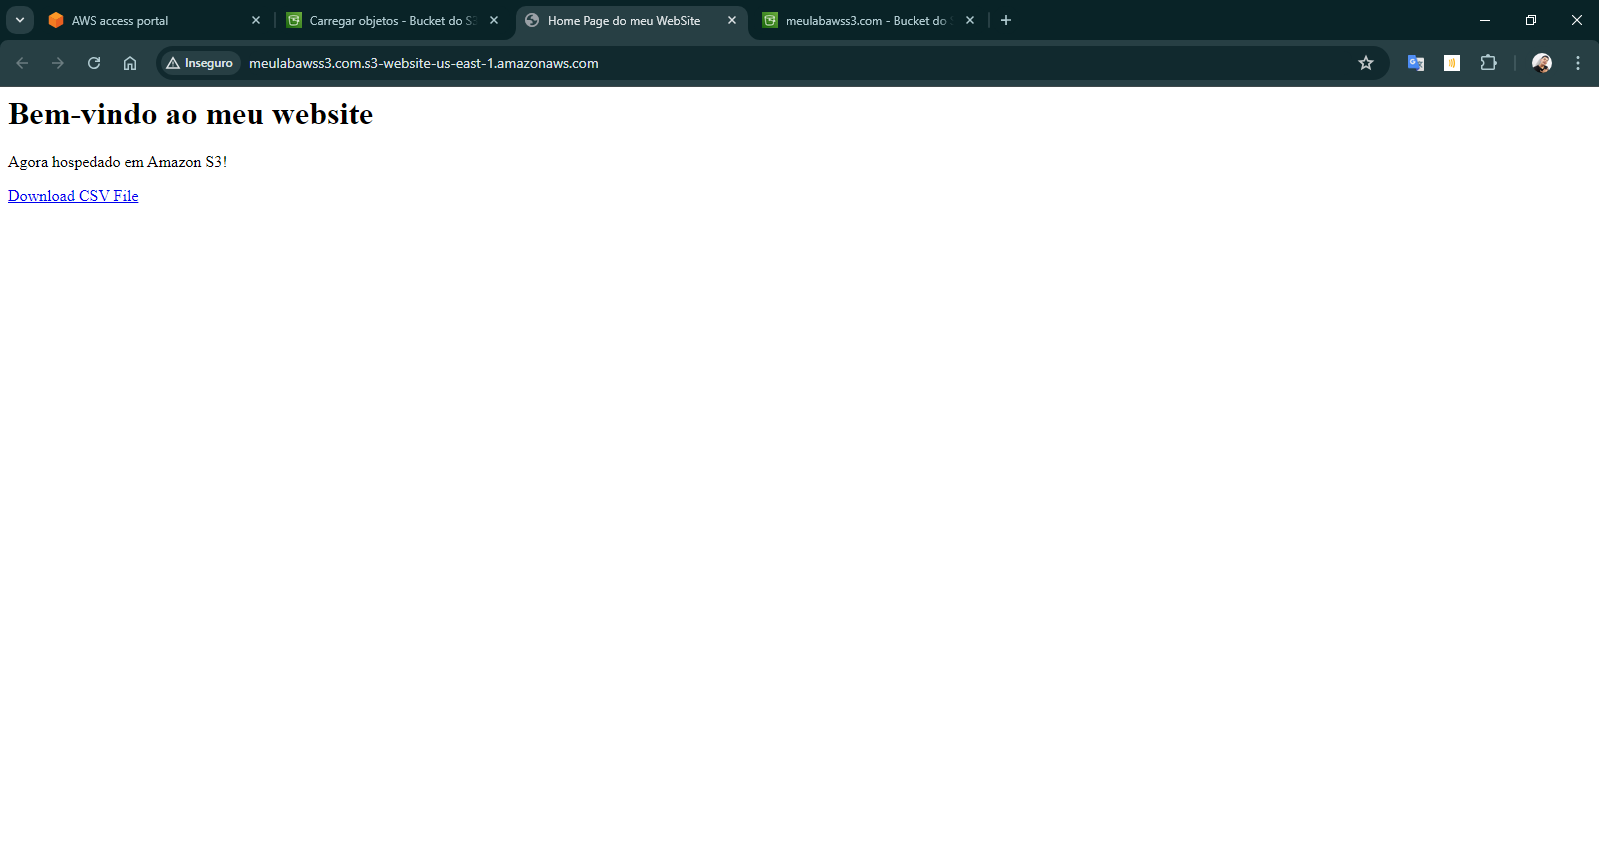 AWS access portal
Carregar objetos - Bucket do S3
Home Page do meu WebSite
meulabawss3.com - Bucket do S
Inseguro
meulabawss3.com.s3-website-us-east-1.amazonaws.com
Bem-vindo ao meu website
Agora hospedado em Amazon S3!
Download CSV File